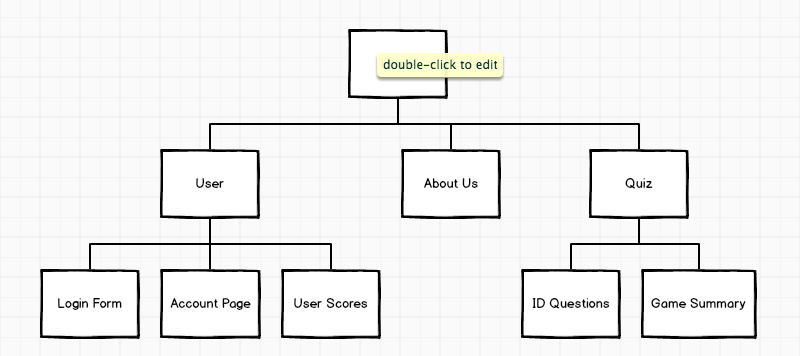 double-click to edit
User
About Us
Quiz
Login Form
Account Page
User Scores
ID Questions
Game Summary